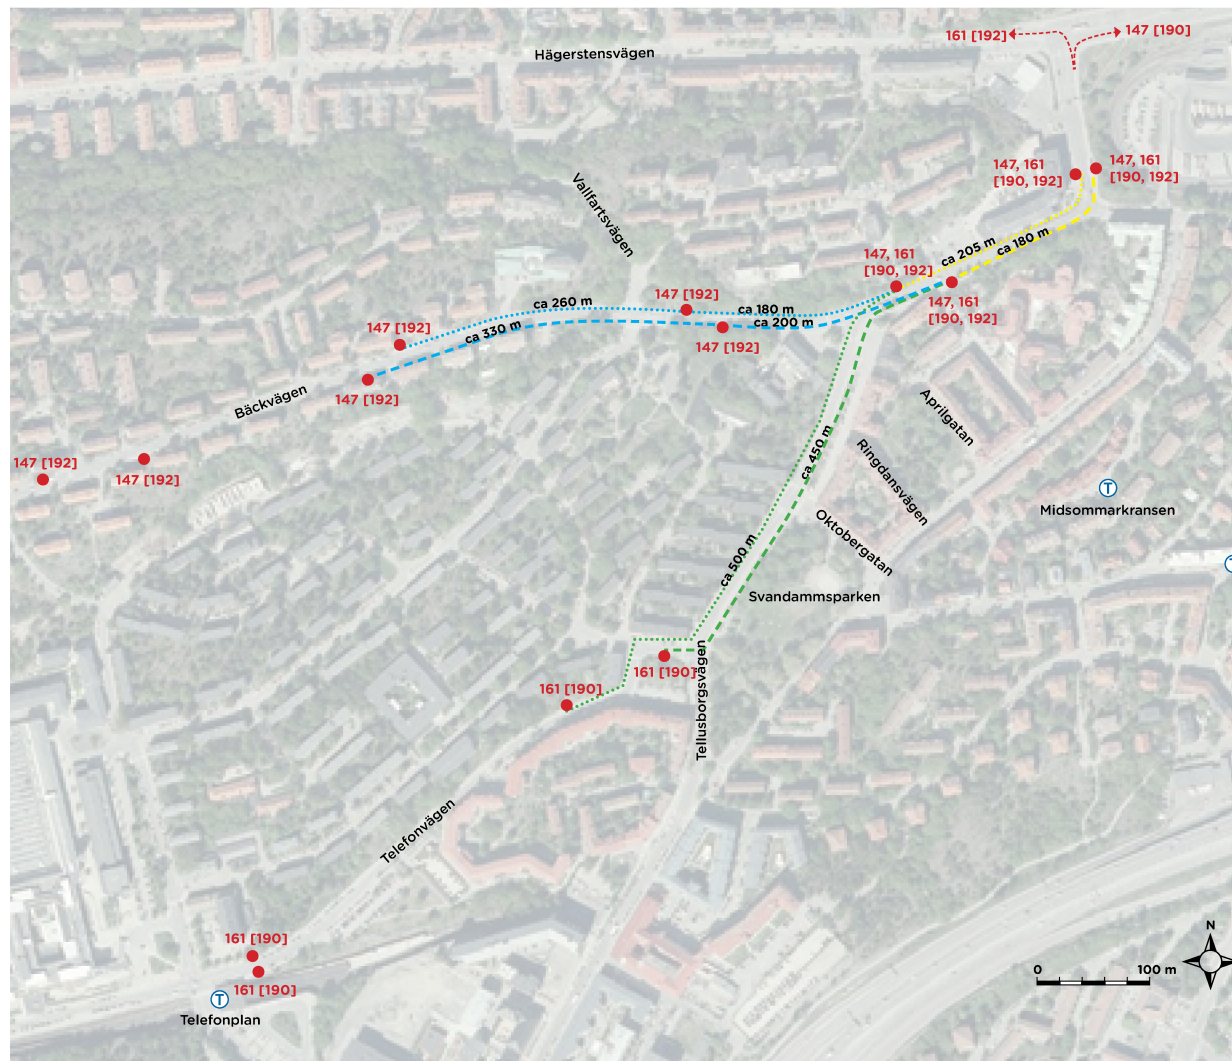 161 [192]
147 [190]
Hägerstensvägen
147, 161
[190, 192]
147, 161
[190, 192]
Vallfartsvägen
ca 205 m
ca 180 m
147, 161
[190, 192]
147, 161
[190, 192]
147 [192]
ca 260 m
ca 180 m
ca 330 m
ca 200 m
147 [192]
147 [192]
147 [192]
Bäckvägen
147 [192]
147 [192]
Aprilgatan
Ringdansvägen
ca 450 m
Oktobergatan
T
Midsommarkransen
ca 500 m
Svandammsparken
161 [190]
161 [190]
Tellusborgsvägen
Telefonvägen
161 [190]
161 [190]
T
Telefonplan
N
0 100 m